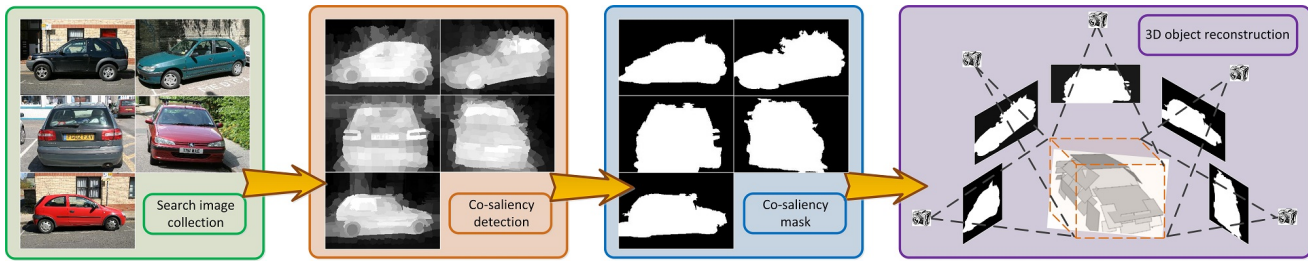 Search image
collection
Co-saliency
detection
Co-saliency
mask
3D object reconstruction